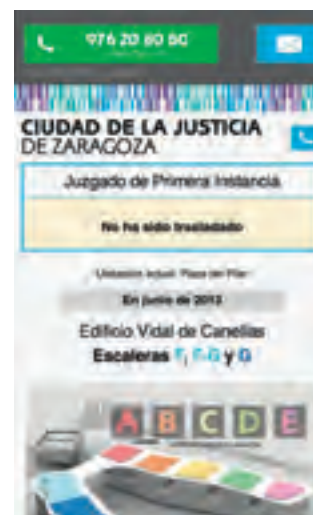 976 20 80
CIUDAD DE LA JUSTICIA
DE ZARAGOZA
Juzgado de Primera Instancia
No ha sido trasladado
Ubicación actual: Plaza del Pilar
En junio de 2013
Edificio Vidal de Canellas
Escaleras F, F-G y G
A B C D E